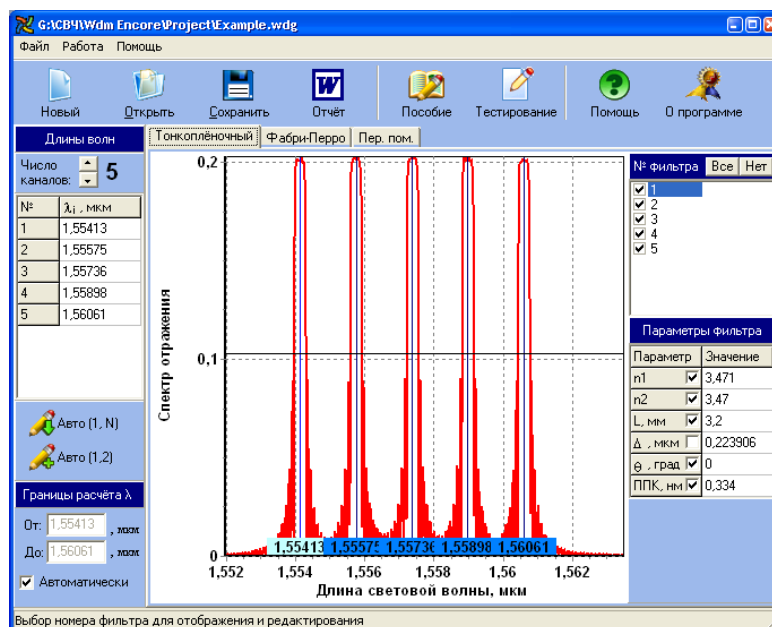 G:\СВЧ\Wdm Encore\Project\Example.wdg
Файл Работа Помощь
Новый Открыть Сохранить Отчёт Пособие Тестирование Помощь О программе
Длины волн
Число каналов: 5
№ λi , мкм
1 1,55413
2 1,55575
3 1,55736
4 1,55898
5 1,56061
Авто (1, N)
Авто (1,2)
Границы расчёта λ
От: 1,55413 , мкм
До: 1,56061 , мкм
Автоматически
Тонкоплёночный Фабри-Перро Пер. пом.
Спектр отражения
0,2
0,1
0
1,55413 1,55575 1,55736 1,55898 1,56061
1,552 1,554 1,556 1,558 1,56 1,562
Длина световой волны, мкм
№ фильтра Все Нет
1
2
3
4
5
Параметры фильтра
Параметр Значение
n1 3,471
n2 3,47
L, мм 3,2
Δ , мкм 0,223906
θ , град 0
ППК, нм 0,334
Выбор номера фильтра для отображения и редактирования